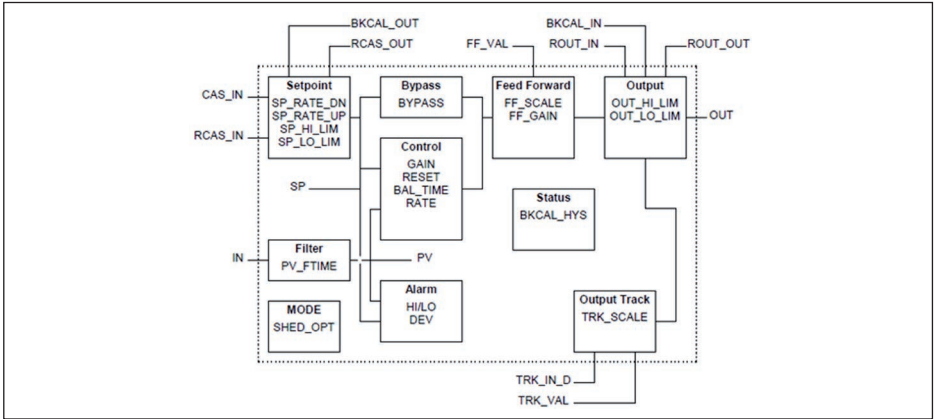 BKCAL_OUT
BKCAL_IN
RCAS_OUT
FF_VAL
ROUT_IN
ROUT_OUT
CAS_IN
RCAS_IN
Setpoint
SP_RATE_DN
SP_RATE_UP
SP_HI_LIM
SP_LO_LIM
Bypass
BYPASS
Feed Forward
FF_SCALE
FF_GAIN
Output
OUT_HI_LIM
OUT_LO_LIM
OUT
Control
GAIN
RESET
BAL_TIME
RATE
SP
Status
BKCAL_HYS
IN
Filter
PV_FTIME
PV
Alarm
HI/LO
DEV
MODE
SHED_OPT
Output Track
TRK_SCALE
TRK_IN_D
TRK_VAL